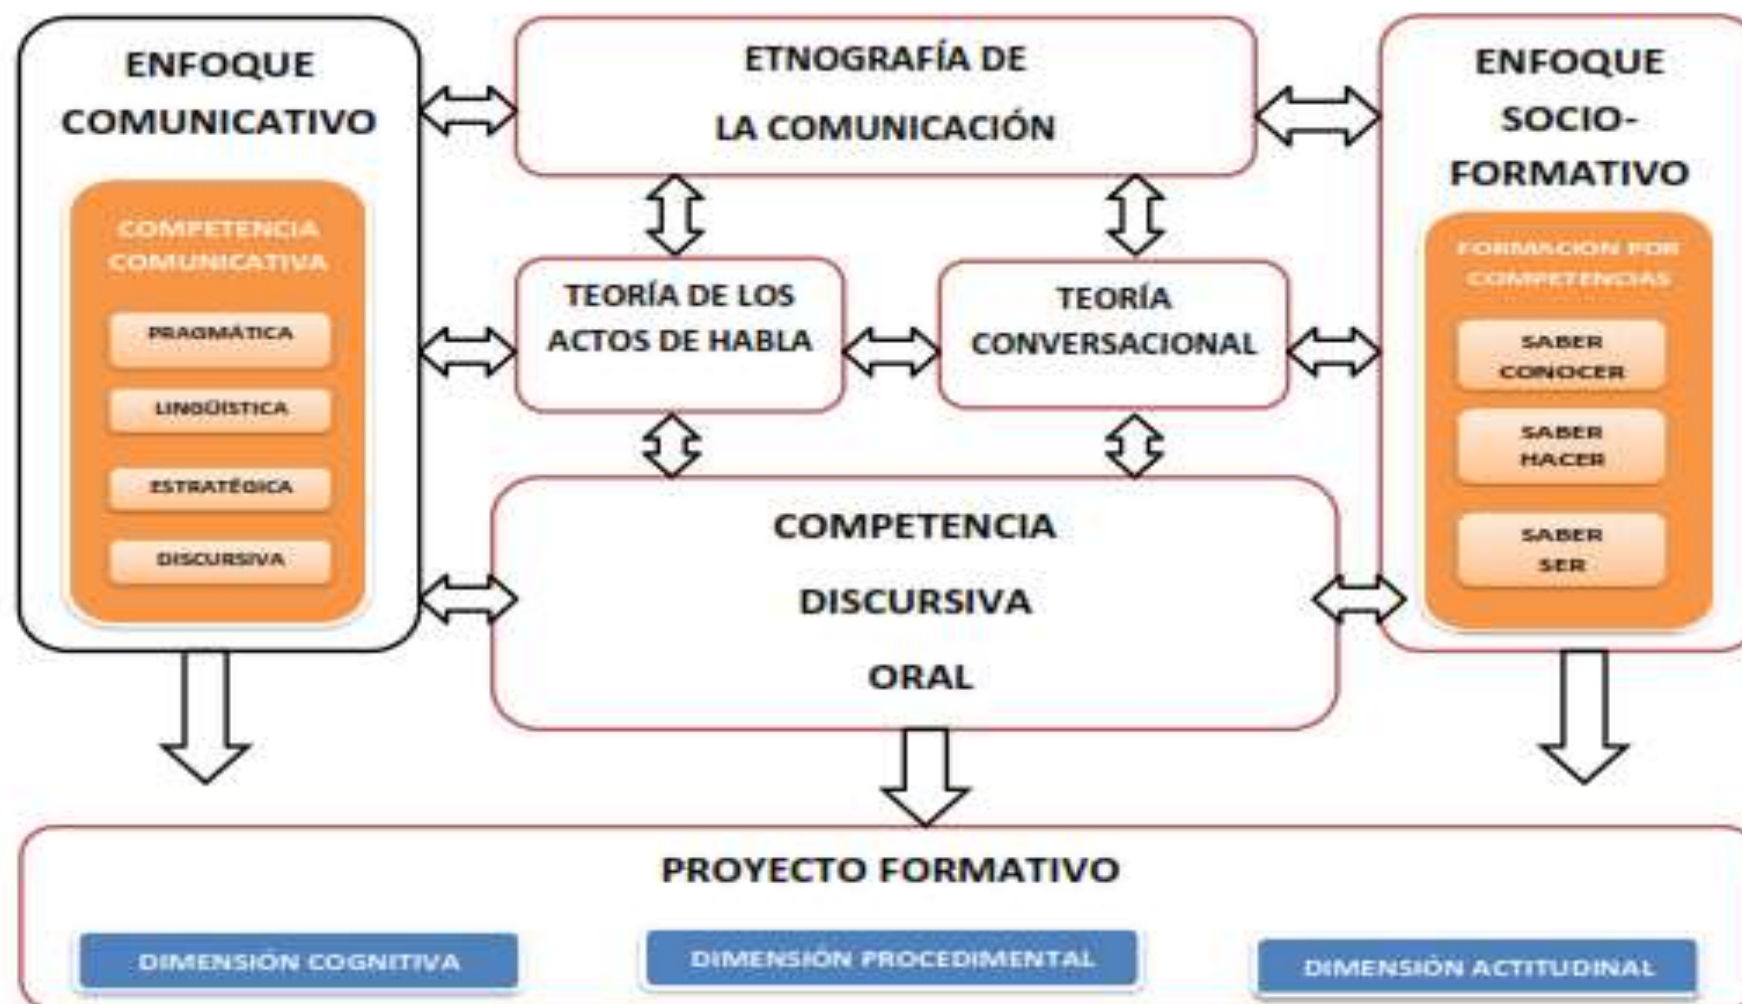 ENFOQUE
COMUNICATIVO
COMPETENCIA
COMUNICATIVA
PRAGMÁTICA
LINGÜÍSTICA
ESTRATÉGICA
DISCURSIVA
ETNOGRAFÍA DE
LA COMUNICACIÓN
TEORÍA DE LOS
ACTOS DE HABLA
TEORÍA
CONVERSACIONAL
COMPETENCIA
DISCURSIVA
ORAL
ENFOQUE
SOCIO-
FORMATIVO
FORMACION POR
COMPETENCIAS
SABER
CONOCER
SABER
HACER
SABER
SER
PROYECTO FORMATIVO
DIMENSIÓN COGNITIVA
DIMENSIÓN PROCEDIMENTAL
DIMENSIÓN ACTITUDINAL